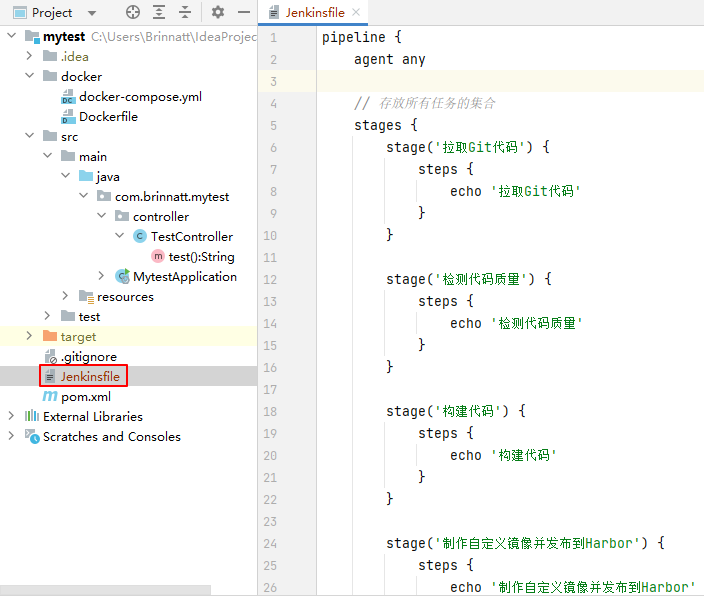 Project
mytest C:\Users\Brinnatt\IdeaProjec
.idea
docker
docker-compose.yml
Dockerfile
src
main
java
com.brinnatt.mytest
controller
TestController
test():String
MytestApplication
resources
test
target
.gitignore
Jenkinsfile
pom.xml
External Libraries
Scratches and Consoles
Jenkinsfile
1 pipeline {
2 agent any
3
4 // 存放所有任务的集合
5 stages {
6 stage('拉取Git代码') {
7 steps {
8 echo '拉取Git代码'
9 }
10 }
11
12 stage('检测代码质量') {
13 steps {
14 echo '检测代码质量'
15 }
16 }
17
18 stage('构建代码') {
19 steps {
20 echo '构建代码'
21 }
22 }
23
24 stage('制作自定义镜像并发布到Harbor') {
25 steps {
26 echo '制作自定义镜像并发布到Harbor'